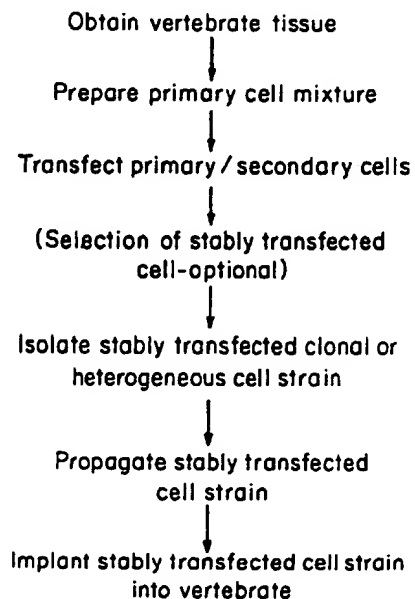 Obtain vertebrate tissue
Prepare primary cell mixture
Transfect primary/secondary cells
(Selection of stably transfected
cell-optional)
Isolate stably transfected clonal or
heterogeneous cell strain
Propagate stably transfected
cell strain
Implant stably transfected cell strain
into vertebrate